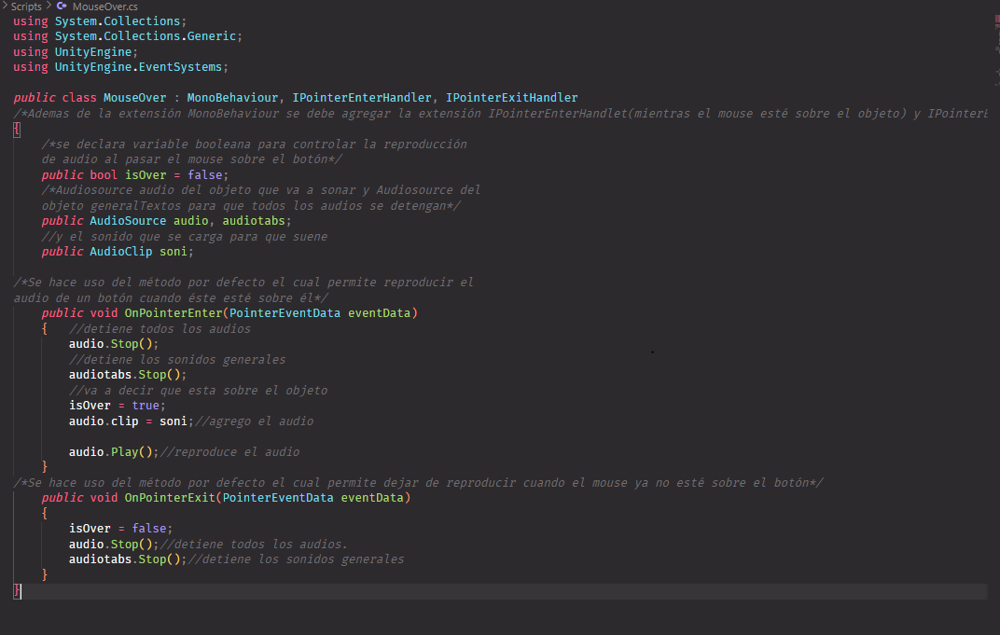 Scripts > MouseOver.cs
using System.Collections;
using System.Collections.Generic;
using UnityEngine;
using UnityEngine.EventSystems;
public class MouseOver : MonoBehaviour, IPointerEnterHandler, IPointerExitHandler
/*Ademas de la extensión MonoBehaviour se debe agregar la extensión IPointerEnterHandlet(mientras el mouse esté sobre el objeto) y IPointerE
{
/*se declara variable booleana para controlar la reproducción
de audio al pasar el mouse sobre el botón*/
public bool isOver = false;
/*Audiosource audio del objeto que va a sonar y Audiosource del
objeto generalTextos para que todos los audios se detengan*/
public AudioSource audio, audiotabs;
//y el sonido que se carga para que suene
public AudioClip soni;
/*Se hace uso del método por defecto el cual permite reproducir el
audio de un botón cuando éste esté sobre él*/
public void OnPointerEnter(PointerEventData eventData)
{ //detiene todos los audios
audio.Stop();
//detiene los sonidos generales
audiotabs.Stop();
//va a decir que esta sobre el objeto
isOver = true;
audio.clip = soni;//agrego el audio
audio.Play();//reproduce el audio
}
/*Se hace uso del método por defecto el cual permite dejar de reproducir cuando el mouse ya no esté sobre el botón*/
public void OnPointerExit(PointerEventData eventData)
{
isOver = false;
audio.Stop();//detiene todos los audios.
audiotabs.Stop();//detiene los sonidos generales
}
}